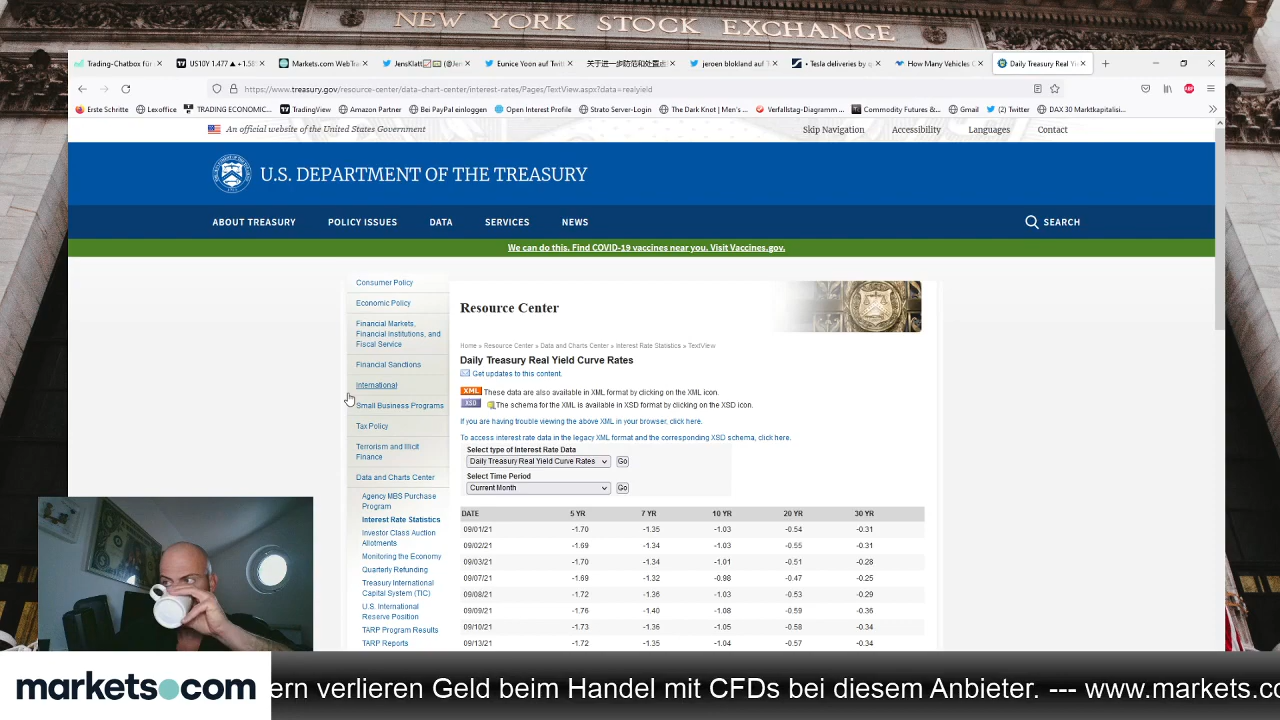 NEW YORK STOCK EXCHANGE
Trading-Chatbox für
US10Y 1.477 ▲ +1.5
Markets.com WebTra
JensKlatt
Eunice Yoon auf Twitt
关于进一步防范和处置
jeroen blokland auf
• Tesla deliveries by q
How Many Vehicles
Daily Treasury Real Y
https://www.treasury.gov/resource-center/data-chart-center/interest-rates/Pages/TextView.aspx?data=realyield
Erste Schritte Lexoffice TRADING ECONOMIC... TradingView Amazon Partner Bei PayPal einloggen Open Interest Profile Strato Server-Login The Dark Knot | Men's ... Verfallstag-Diagramm ... Commodity Futures &... Gmail (2) Twitter DAX 30 Marktkapitalisi...
An official website of the United States Government
Skip Navigation Accessibility Languages Contact
U.S. DEPARTMENT OF THE TREASURY
ABOUT TREASURY POLICY ISSUES DATA SERVICES NEWS SEARCH
We can do this. Find COVID-19 vaccines near you. Visit Vaccines.gov.
Consumer Policy
Economic Policy
Financial Markets,
Financial Institutions, and
Fiscal Service
Financial Sanctions
International
Small Business Programs
Tax Policy
Terrorism and Illicit
Finance
Data and Charts Center
Agency MBS Purchase
Program
Interest Rate Statistics
Investor Class Auction
Allotments
Monitoring the Economy
Quarterly Refunding
Treasury International
Capital System (TIC)
U.S. International
Reserve Position
TARP Program Results
TARP Reports
Resource Center
Home » Resource Center » Data and Charts Center » Interest Rate Statistics » TextView
Daily Treasury Real Yield Curve Rates
Get updates to this content.
XML These data are also available in XML format by clicking on the XML icon.
XSD The schema for the XML is available in XSD format by clicking on the XSD icon.
If you are having trouble viewing the above XML in your browser, click here.
To access interest rate data in the legacy XML format and the corresponding XSD schema, click here.
Select type of Interest Rate Data
Daily Treasury Real Yield Curve Rates Go
Select Time Period
Current Month Go
DATE 5 YR 7 YR 10 YR 20 YR 30 YR
09/01/21 -1.70 -1.35 -1.03 -0.54 -0.31
09/02/21 -1.69 -1.34 -1.03 -0.55 -0.31
09/03/21 -1.70 -1.34 -1.01 -0.51 -0.28
09/07/21 -1.69 -1.32 -0.98 -0.47 -0.25
09/08/21 -1.72 -1.36 -1.03 -0.53 -0.29
09/09/21 -1.76 -1.40 -1.08 -0.59 -0.36
09/10/21 -1.73 -1.36 -1.05 -0.58 -0.34
09/13/21 -1.72 -1.35 -1.04 -0.57 -0.34
markets.com
ern verlieren Geld beim Handel mit CFDs bei diesem Anbieter. --- www.markets.co